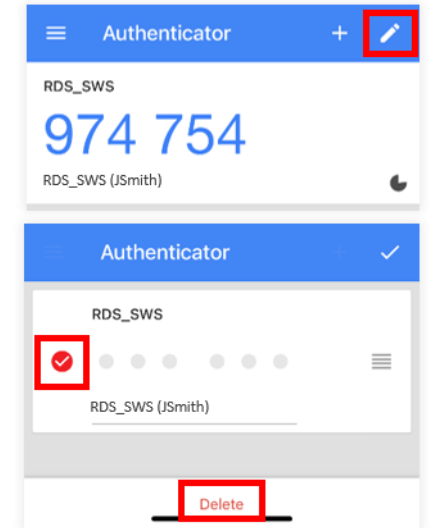 Authenticator
RDS_SWS
974 754
RDS_SWS (JSmith)
Authenticator
RDS_SWS
RDS_SWS (JSmith)
Delete